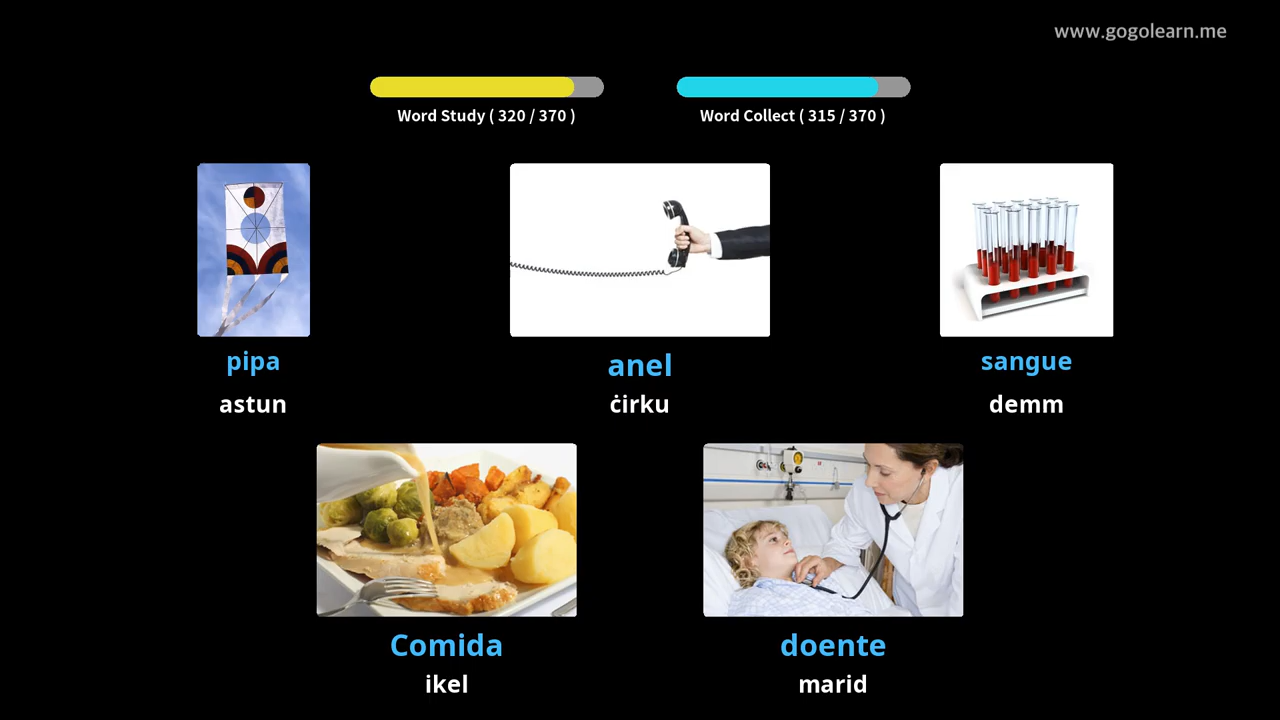 www.gogolearn.me
Word Study ( 320 / 370 )
Word Collect ( 315 / 370 )
pipa
astun
anel
ċirku
sangue
demm
Comida
ikel
doente
marid